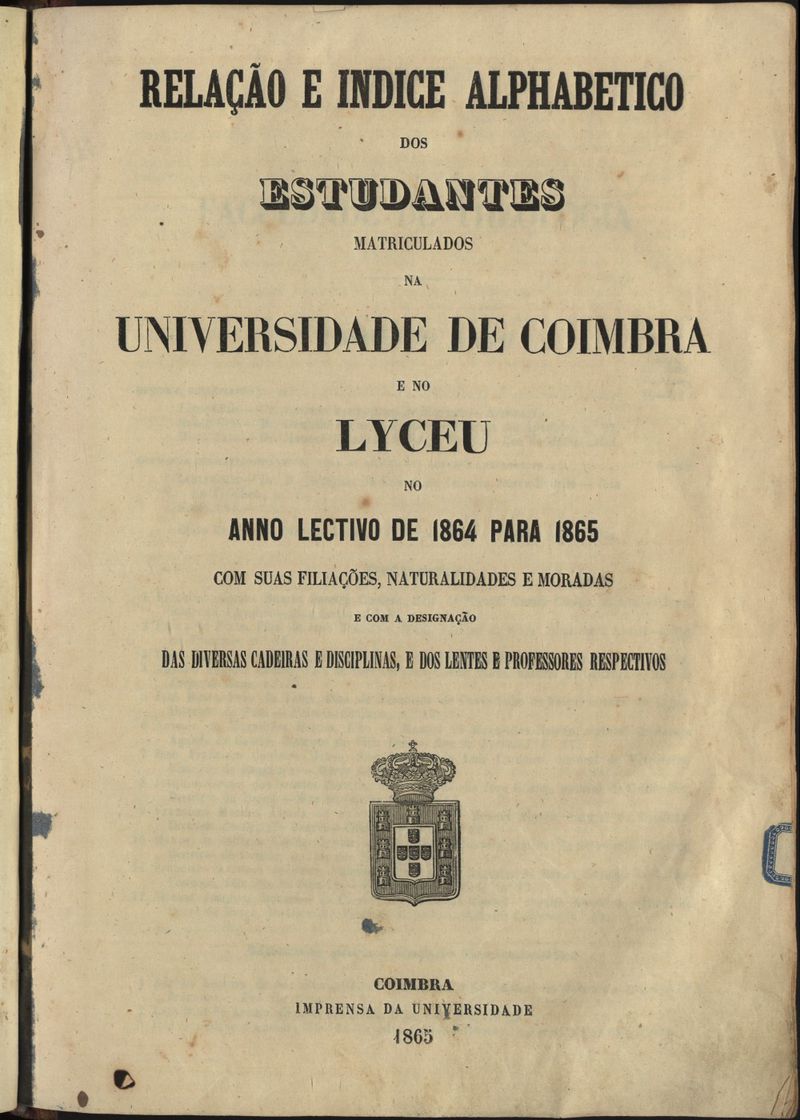 RELAÇÃO E INDICE ALPHABETICO
DOS
ESTUDANTES
MATRICULADOS
NA
UNIVERSIDADE DE COIMBRA
E NO
LYCEU
NO
ANNO LECTIVO DE 1864 PARA 1865
COM SUAS FILIAÇÕES, NATURALIDADES E MORADAS
E COM A DESIGNAÇÃO
DAS DIVERSAS CADEIRAS E DISCIPLINAS, E DOS LENTES E PROFESSORES RESPECTIVOS
COIMBRA
IMPRENSA DA UNIVERSIDADE
1865